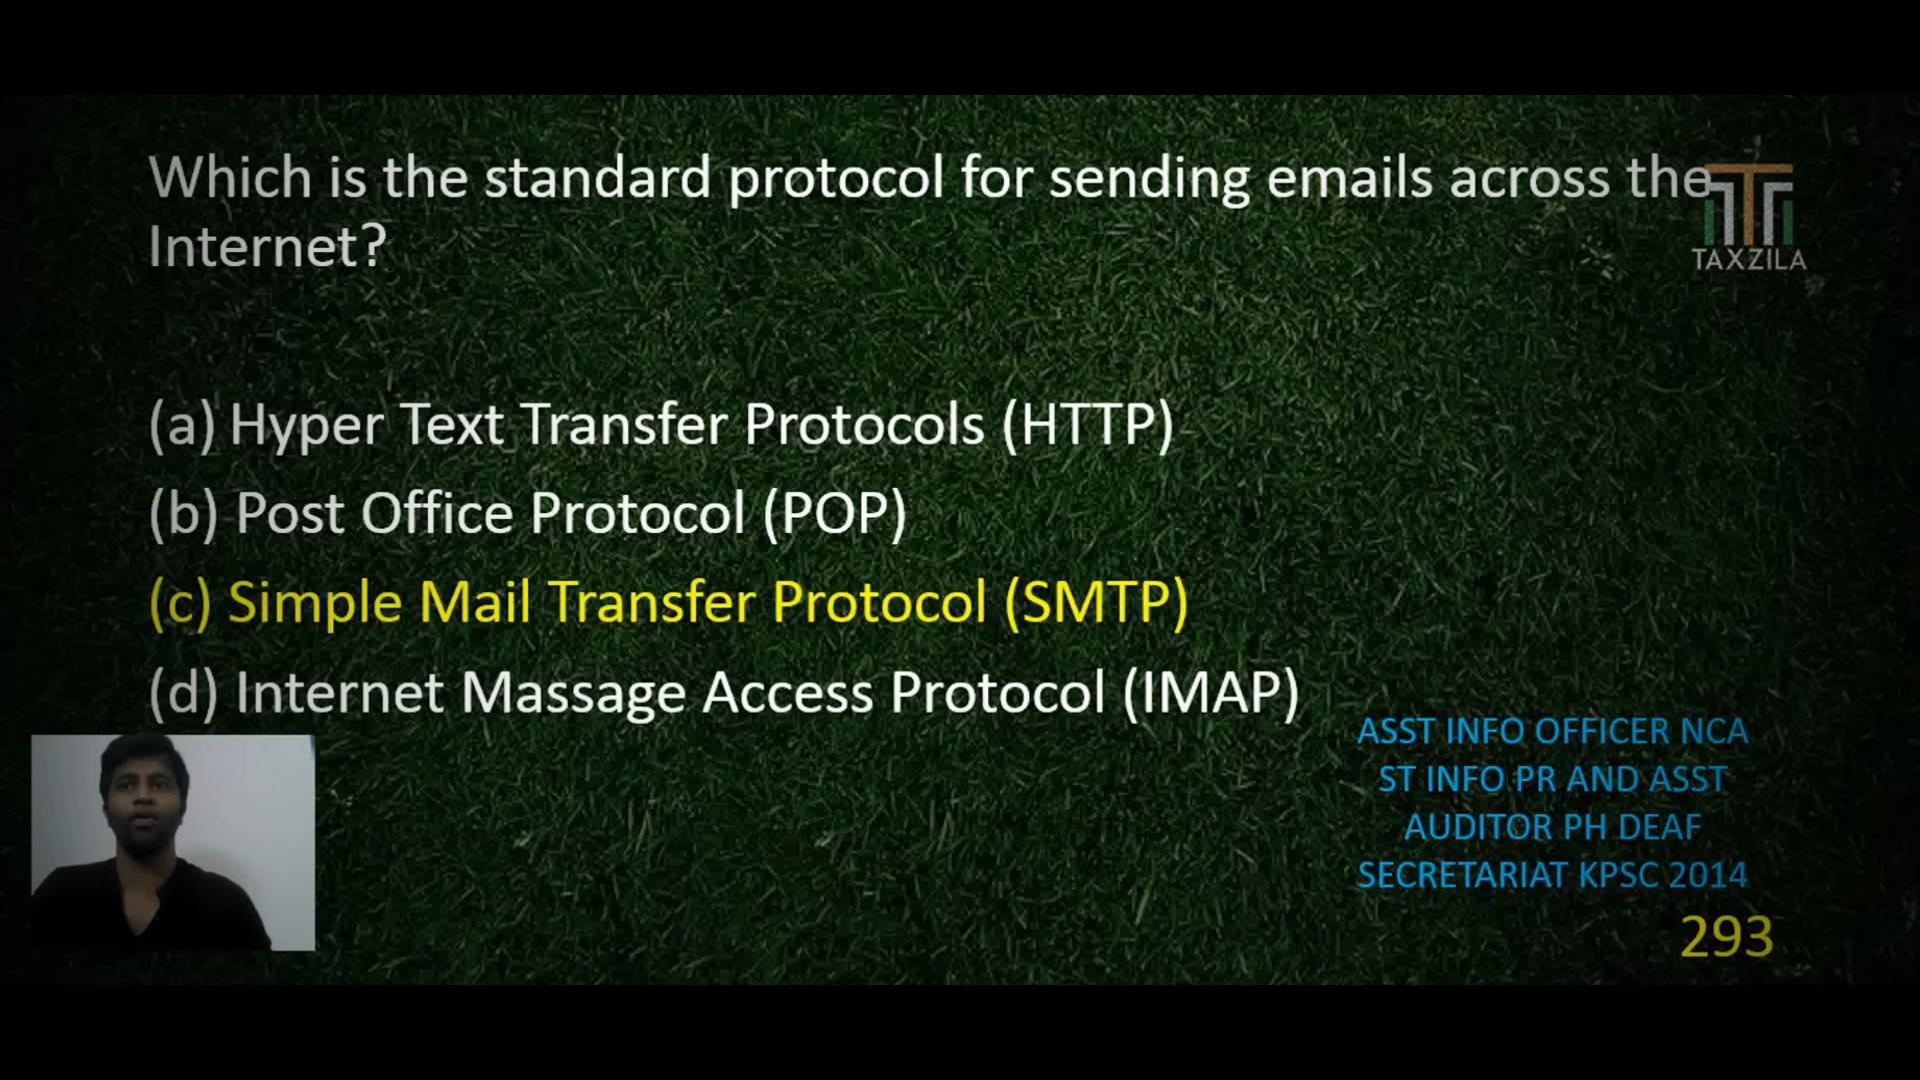 Which is the standard protocol for sending emails across the
Internet?
TAXZILA
(a) Hyper Text Transfer Protocols (HTTP)
(b) Post Office Protocol (POP)
(c) Simple Mail Transfer Protocol (SMTP)
(d) Internet Massage Access Protocol (IMAP)
ASST INFO OFFICER NCA
ST INFO PR AND ASST
AUDITOR PH DEAF
SECRETARIAT KPSC 2014
293